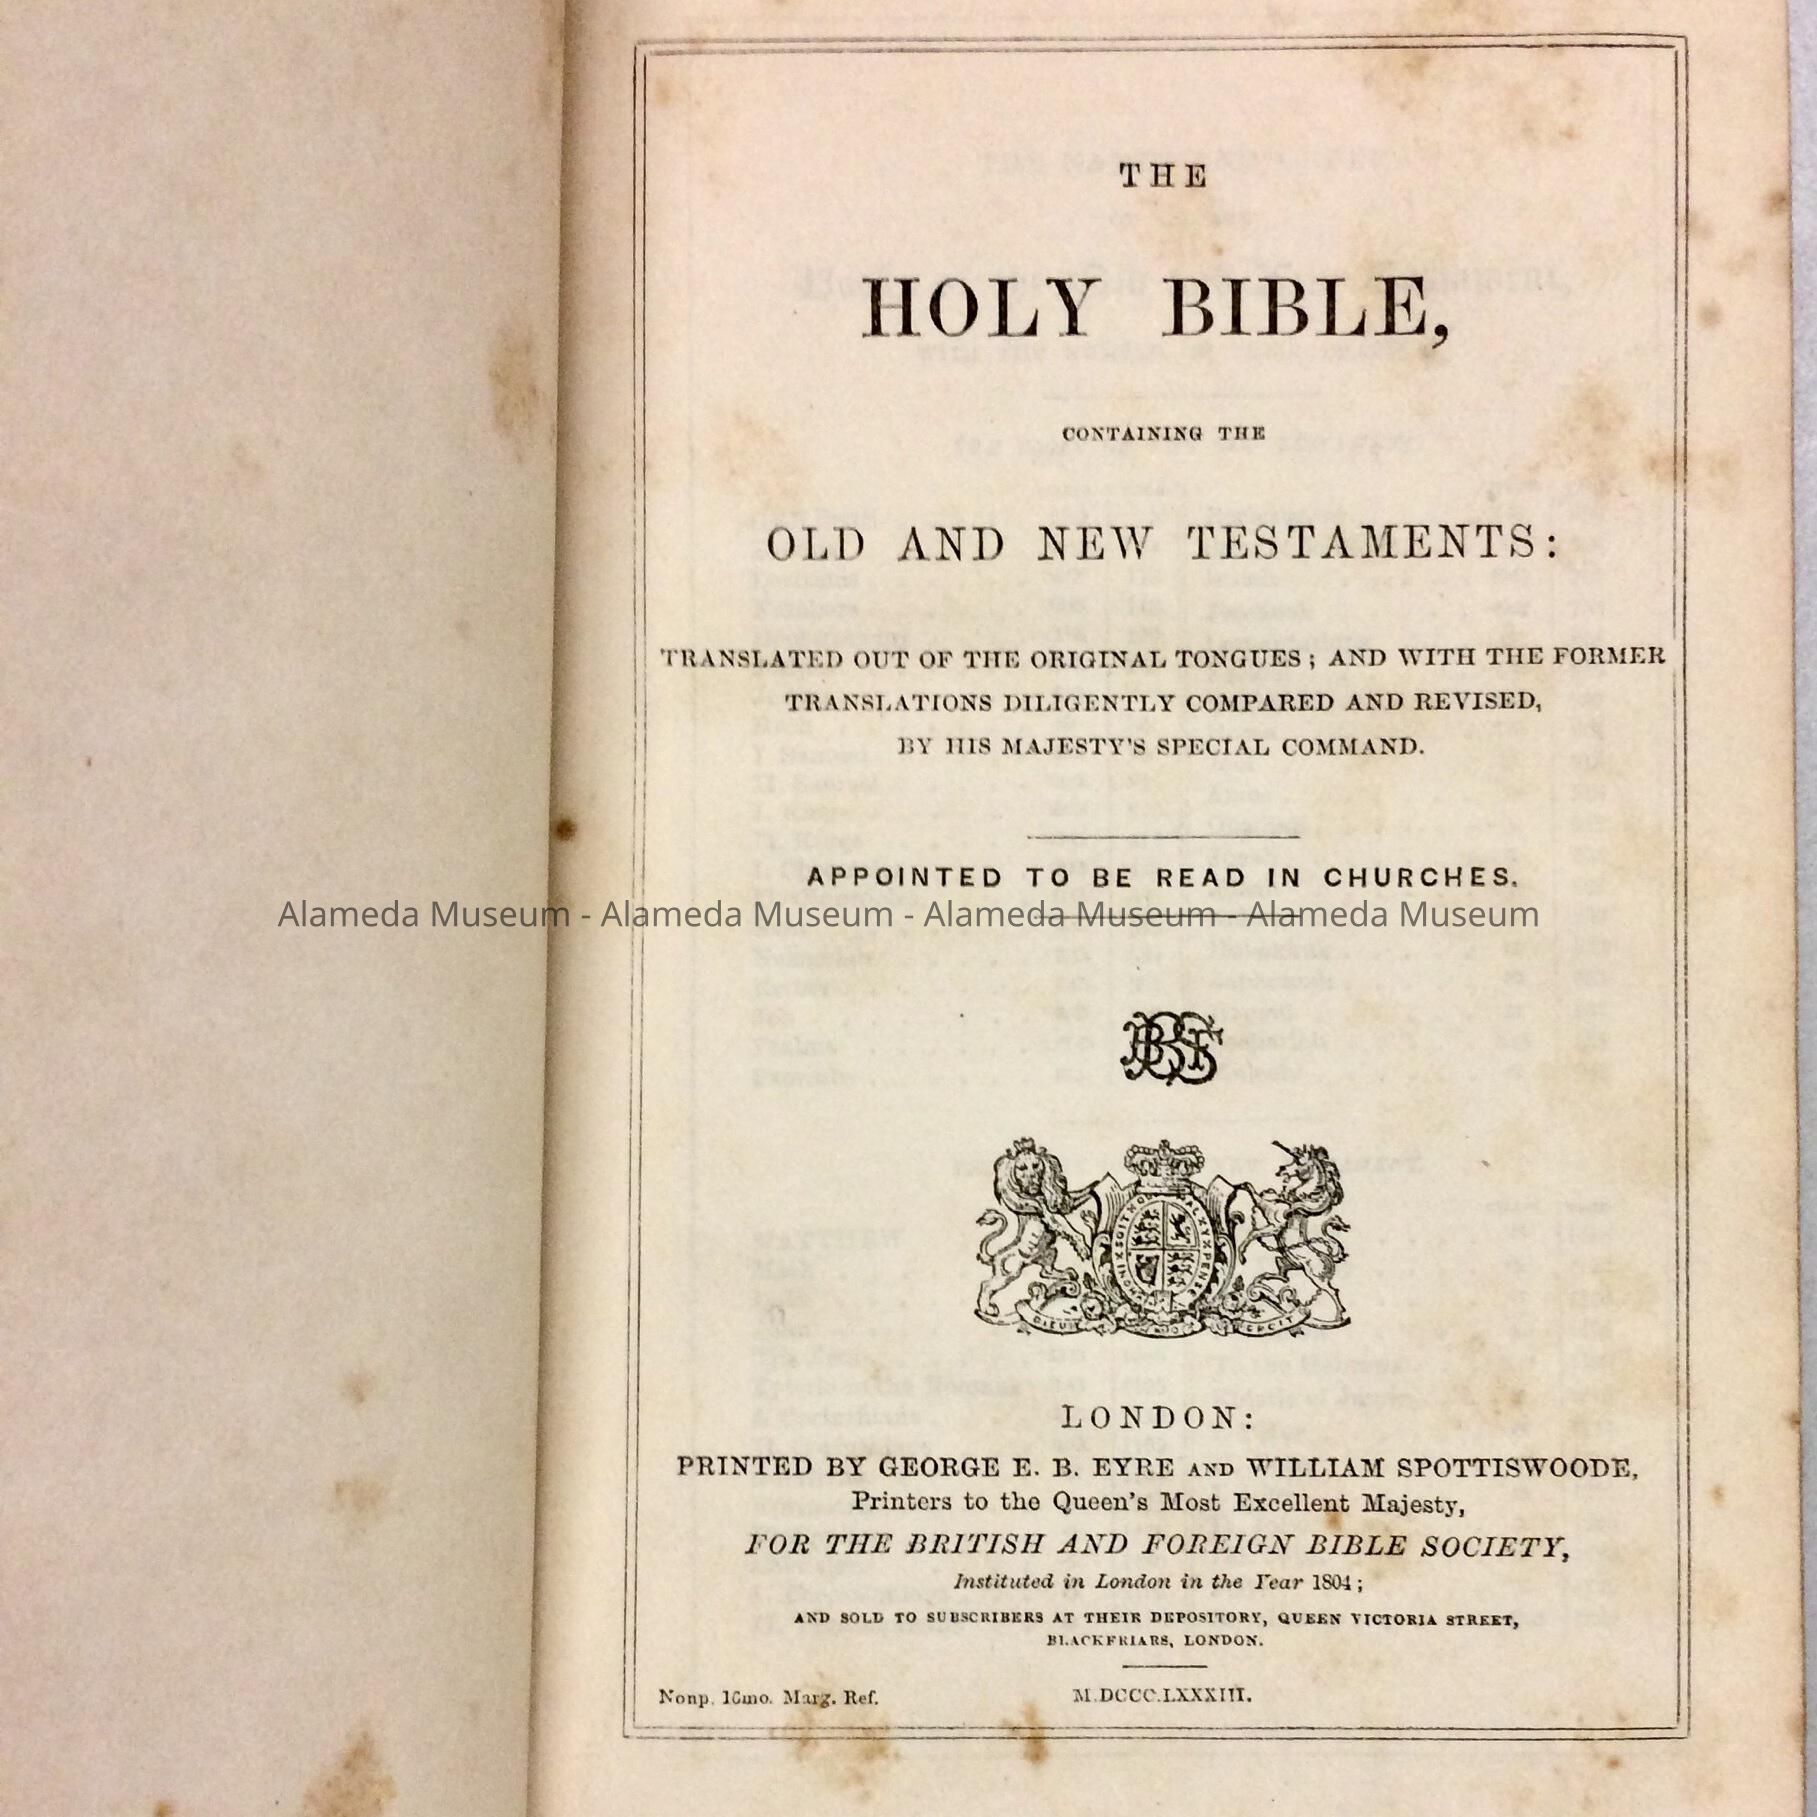 THE
HOLY BIBLE,
CONTAINING THE
OLD AND NEW TESTAMENTS:
TRANSLATED OUT OF THE ORIGINAL TONGUES; AND WITH THE FORMER
TRANSLATIONS DILIGENTLY COMPARED AND REVISED,
BY HIS MAJESTY'S SPECIAL COMMAND.
APPOINTED TO BE READ IN CHURCHES.
Alameda Museum - Alameda Museum - Alameda Museum - Alameda Museum
LONDON:
PRINTED BY GEORGE E. B. EYRE AND WILLIAM SPOTTISWOODE,
Printers to the Queen's Most Excellent Majesty,
FOR THE BRITISH AND FOREIGN BIBLE SOCIETY,
Instituted in London in the Year 1804;
AND SOLD TO SUBSCRIBERS AT THEIR DEPOSITORY, QUEEN VICTORIA STREET,
BLACKFRIARS, LONDON.
Nonp. 16mo. Marg. Ref. M.DCCC.LXXXIII.